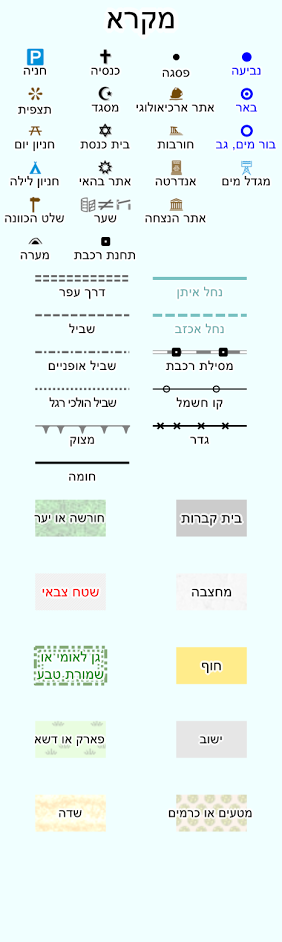 מקרא
נביעה
פסגה
כנסיה
P
חניה
באר
אתר ארכיאולוגי
מסגד
תצפית
בור מים, גב
חורבות
בית כנסת
חניון יום
מגדל מים
אנדרטה
אתר בהאי
חניון לילה
אתר הנצחה
שער
שלט הכוונה
תחנת רכבת
מערה
נחל איתן
דרך עפר
נחל אכזב
שביל
מסילת רכבת
שביל אופניים
קו חשמל
שביל הולכי רגל
גדר
מצוק
חומה
בית קברות
חורשה או יער
מחצבה
שטח צבאי
חוף
גן לאומי או
שמורת טבע
ישוב
פארק או דשא
מטעים או כרמים
שדה